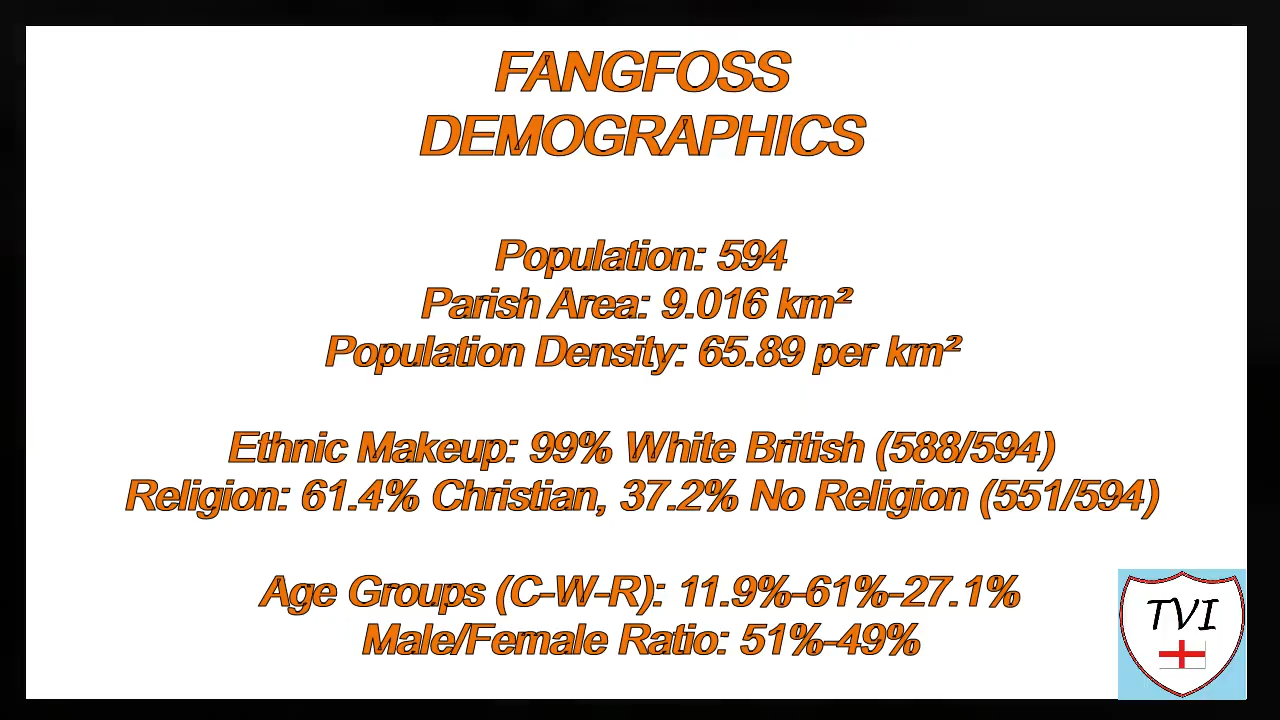 FANGFOSS
DEMOGRAPHICS
Population: 594
Parish Area: 9.016 km²
Population Density: 65.89 per km²
Ethnic Makeup: 99% White British (588/594)
Religion: 61.4% Christian, 37.2% No Religion (551/594)
Age Groups (C-W-R): 11.9%-61%-27.1%
Male/Female Ratio: 51%-49%
TVI